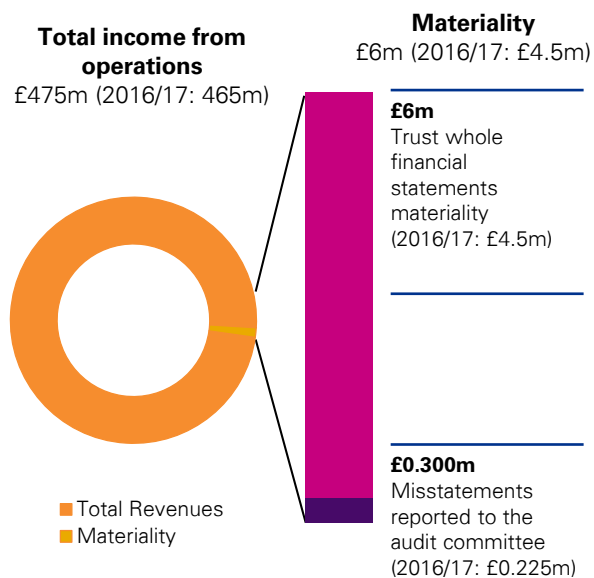 Total income from
operations
£475m (2016/17: 465m)
Materiality
£6m (2016/17: £4.5m)
£6m
Trust whole
financial
statements
materiality
(2016/17: £4.5m)
£0.300m
Misstatements
reported to the
audit committee
(2016/17: £0.225m)
Total Revenues
Materiality